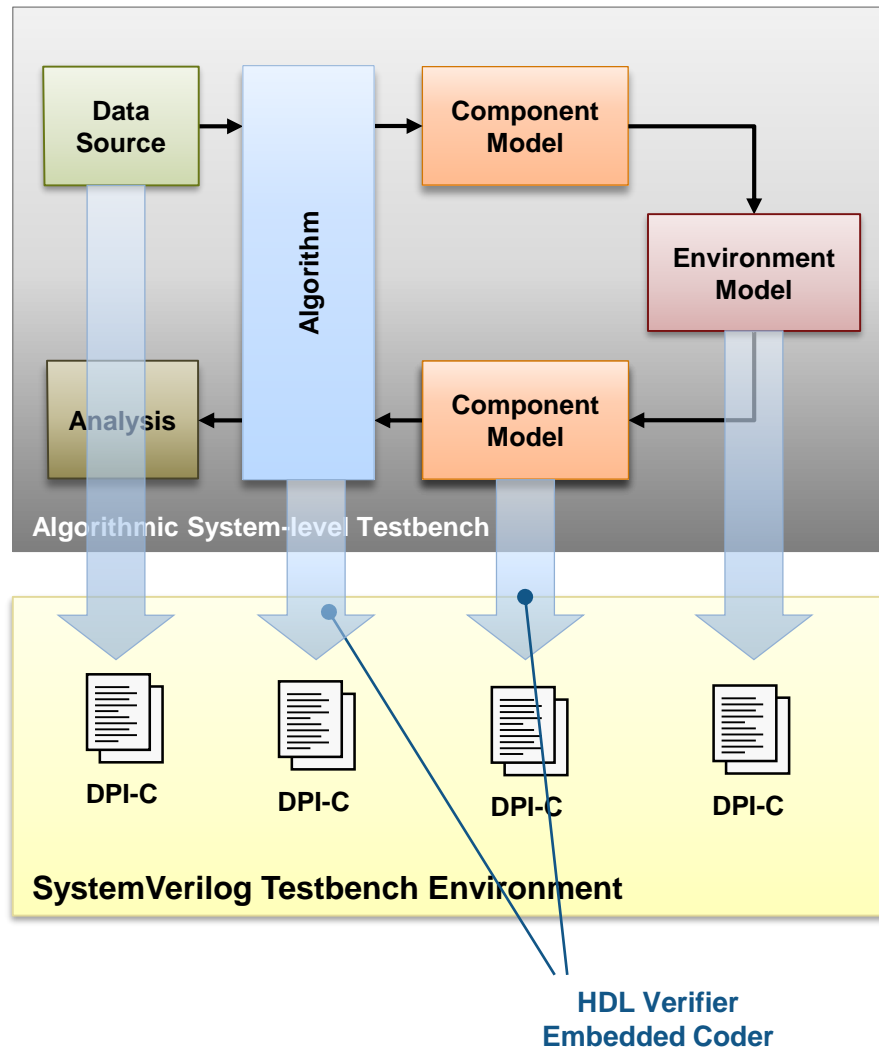 Data
Source
Algorithm
Component
Model
Environment
Model
Analysis
Component
Model
Algorithmic System-level Testbench
DPI-C
DPI-C
DPI-C
DPI-C
SystemVerilog Testbench Environment
HDL Verifier
Embedded Coder